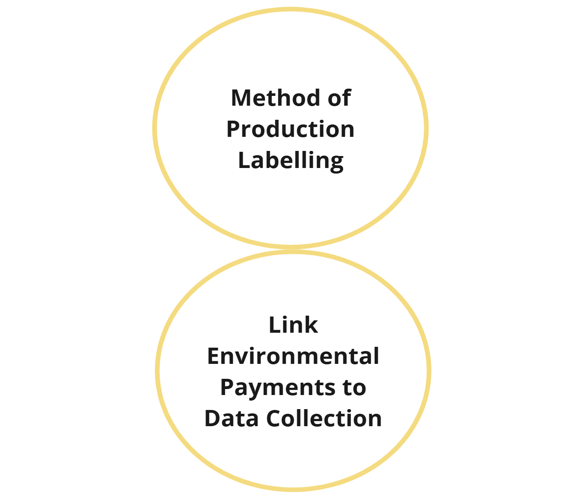 Method of
Production
Labelling
Link
Environmental
Payments to
Data Collection